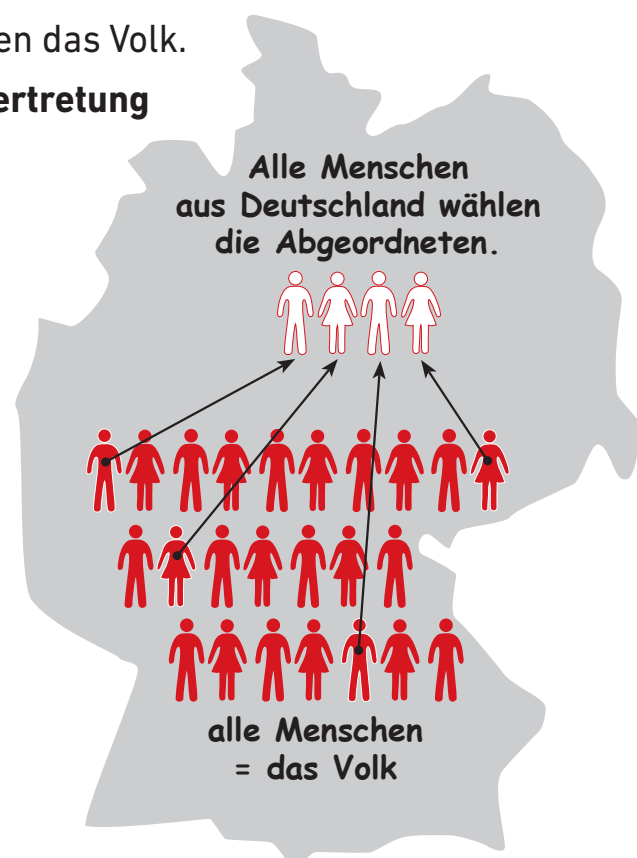 en das Volk.
ertretung
Alle Menschen
aus Deutschland wählen
die Abgeordneten.
alle Menschen
= das Volk